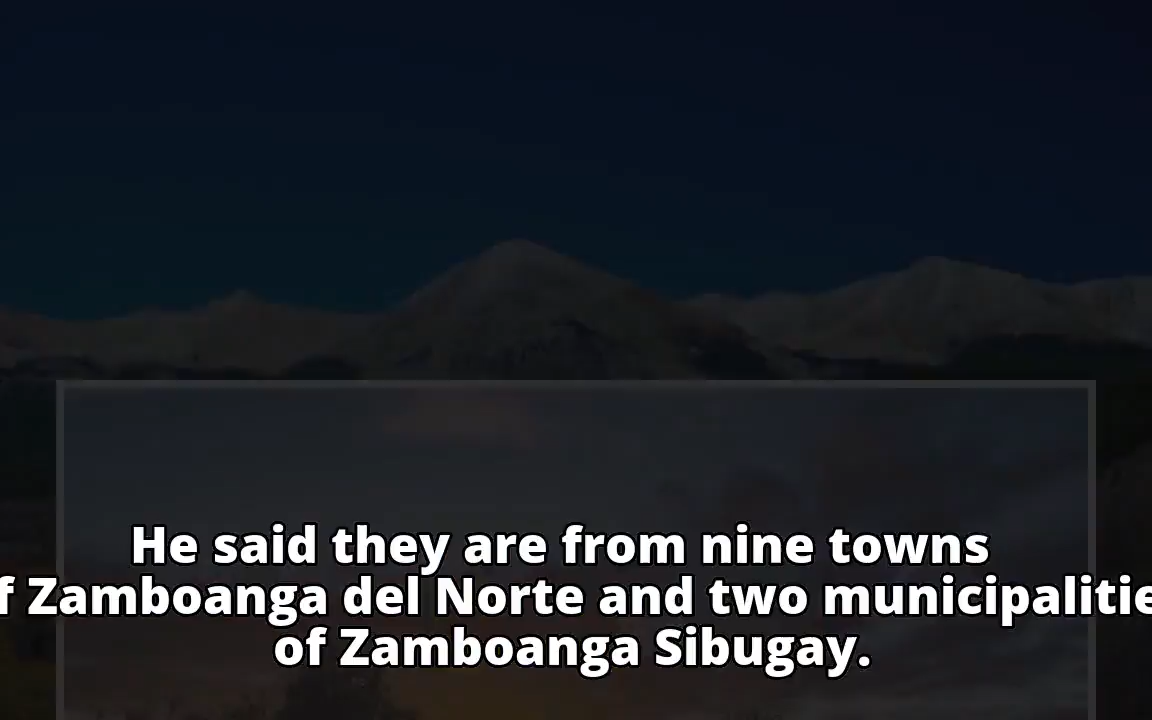 He said they are from nine towns
f Zamboanga del Norte and two municipalitie
of Zamboanga Sibugay.